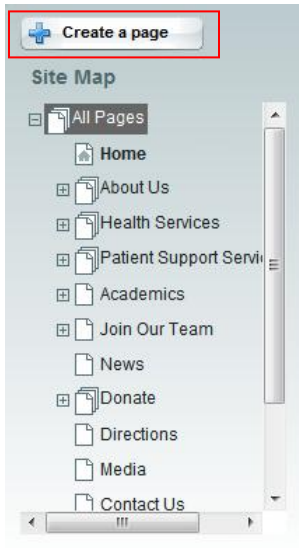 Create a page
Site Map
All Pages
Home
About Us
Health Services
Patient Support Servi
Academics
Join Our Team
News
Donate
Directions
Media
Contact Us